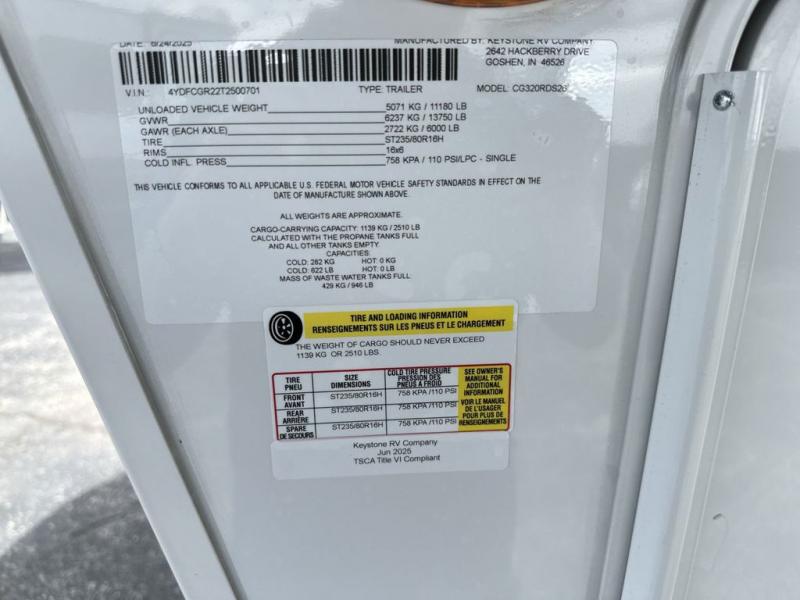 DATE: 6/24/2025 MANUFACTURED BY: KEYSTONE RV COMPANY
2642 HACKBERRY DRIVE
GOSHEN, IN 46526
V.I.N.: 4YDFCGR22T2500701 TYPE: TRAILER MODEL: CG320RDS26
UNLOADED VEHICLE WEIGHT 5071 KG / 11180 LB
GVWR 6237 KG / 13750 LB
GAWR (EACH AXLE) 2722 KG / 6000 LB
TIRE ST235/80R16H
RIMS 16x6
COLD INFL. PRESS 758 KPA / 110 PSI/LPC - SINGLE
THIS VEHICLE CONFORMS TO ALL APPLICABLE U.S. FEDERAL MOTOR VEHICLE SAFETY STANDARDS IN EFFECT ON THE
DATE OF MANUFACTURE SHOWN ABOVE.
ALL WEIGHTS ARE APPROXIMATE.
CARGO-CARRYING CAPACITY: 1139 KG / 2510 LB
CALCULATED WITH THE PROPANE TANKS FULL
AND ALL OTHER TANKS EMPTY.
CAPACITIES:
COLD: 282 KG HOT: 0 KG
COLD: 622 LB HOT: 0 LB
MASS OF WASTE WATER TANKS FULL:
429 KG / 946 LB
TIRE AND LOADING INFORMATION
RENSEIGNEMENTS SUR LES PNEUS ET LE CHARGEMENT
THE WEIGHT OF CARGO SHOULD NEVER EXCEED
1139 KG OR 2510 LBS.
TIRE
PNEU
SIZE
DIMENSIONS
COLD TIRE PRESSURE
PRESSION DES
PNEUS A FROID
SEE OWNER'S
MANUAL FOR
ADDITIONAL
INFORMATION
VOIR LE MANUEL
DE L'USAGER
POUR PLUS DE
RENSEIGNEMENTS
FRONT
AVANT
ST235/80R16H 758 KPA /110 PSI
REAR
ARRIÈRE
ST235/80R16H 758 KPA /110 PSI
SPARE
DE SECOURS
ST235/80R16H 758 KPA /110 PSI
Keystone RV Company
Jun 2025
TSCA Title VI Compliant